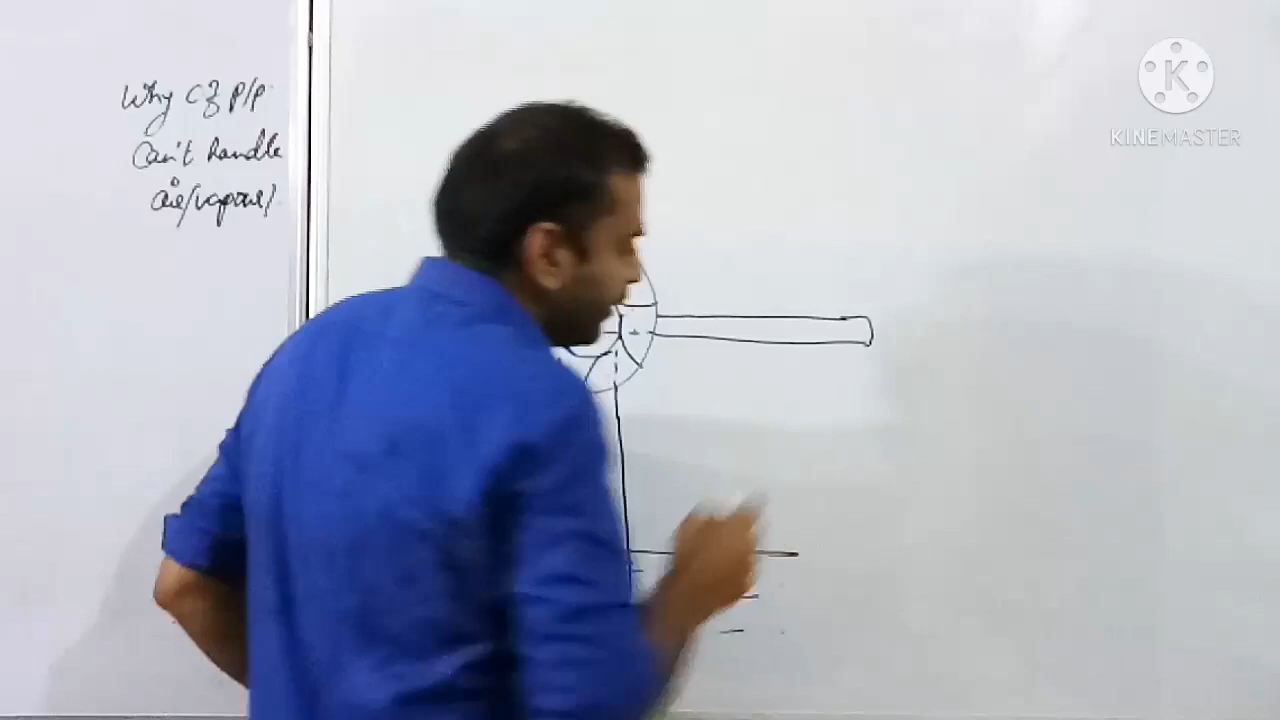 Why C/f P/P
Can't handle
air/vapour/
K
KINEMASTER